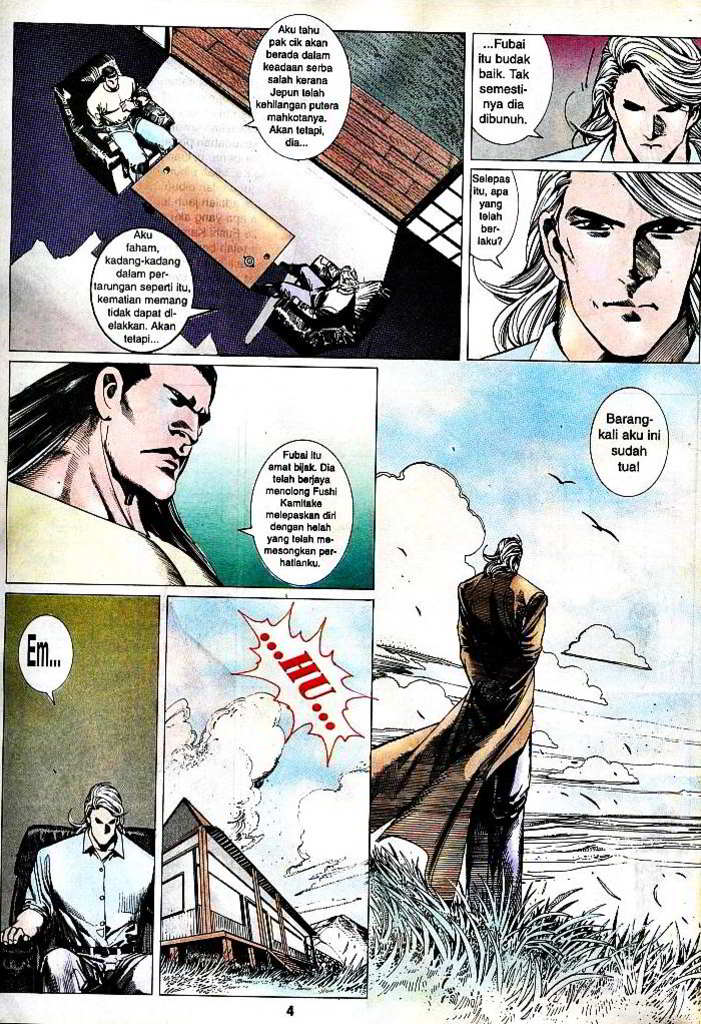 Aku tahu
pak cik akan
berada dalam
keadaan serba
salah kerana
Jepun telah
kehilangan putera
mahkotanya.
Akan tetapi,
dia...
Aku
faham,
kadang-kadang
dalam per-
tarungan seperti itu,
kematian memang
tidak dapat di-
elakkan. Akan
tetapi...
...Fubai
itu budak
baik. Tak
semesti-
nya dia
dibunuh.
Selepas
itu, apa
yang
telah
ber-
laku?
Fubai itu
amat bijak. Dia
telah berjaya
menolong Fushi
Kamitake
melepaskan diri
dengan helah
yang telah me-
mesongkan per-
hatianku.
Barang-
kali aku ini
sudah
tua!
Em...
...HU...
4